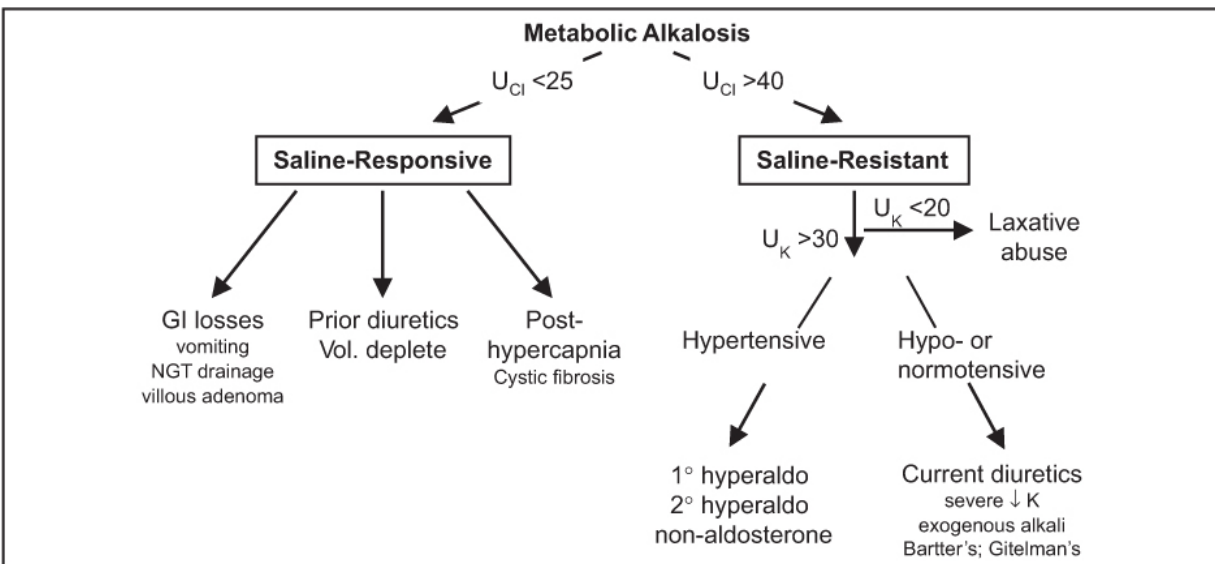 Metabolic Alkalosis
U_Cl <25
U_Cl >40
Saline-Responsive
Saline-Resistant
U_K <20
U_K >30
Laxative
abuse
GI losses
vomiting
NGT drainage
villous adenoma
Prior diuretics
Vol. deplete
Post-
hypercapnia
Cystic fibrosis
Hypertensive
Hypo- or
normotensive
1° hyperaldo
2° hyperaldo
non-aldosterone
Current diuretics
severe ↓ K
exogenous alkali
Bartter's; Gitelman's